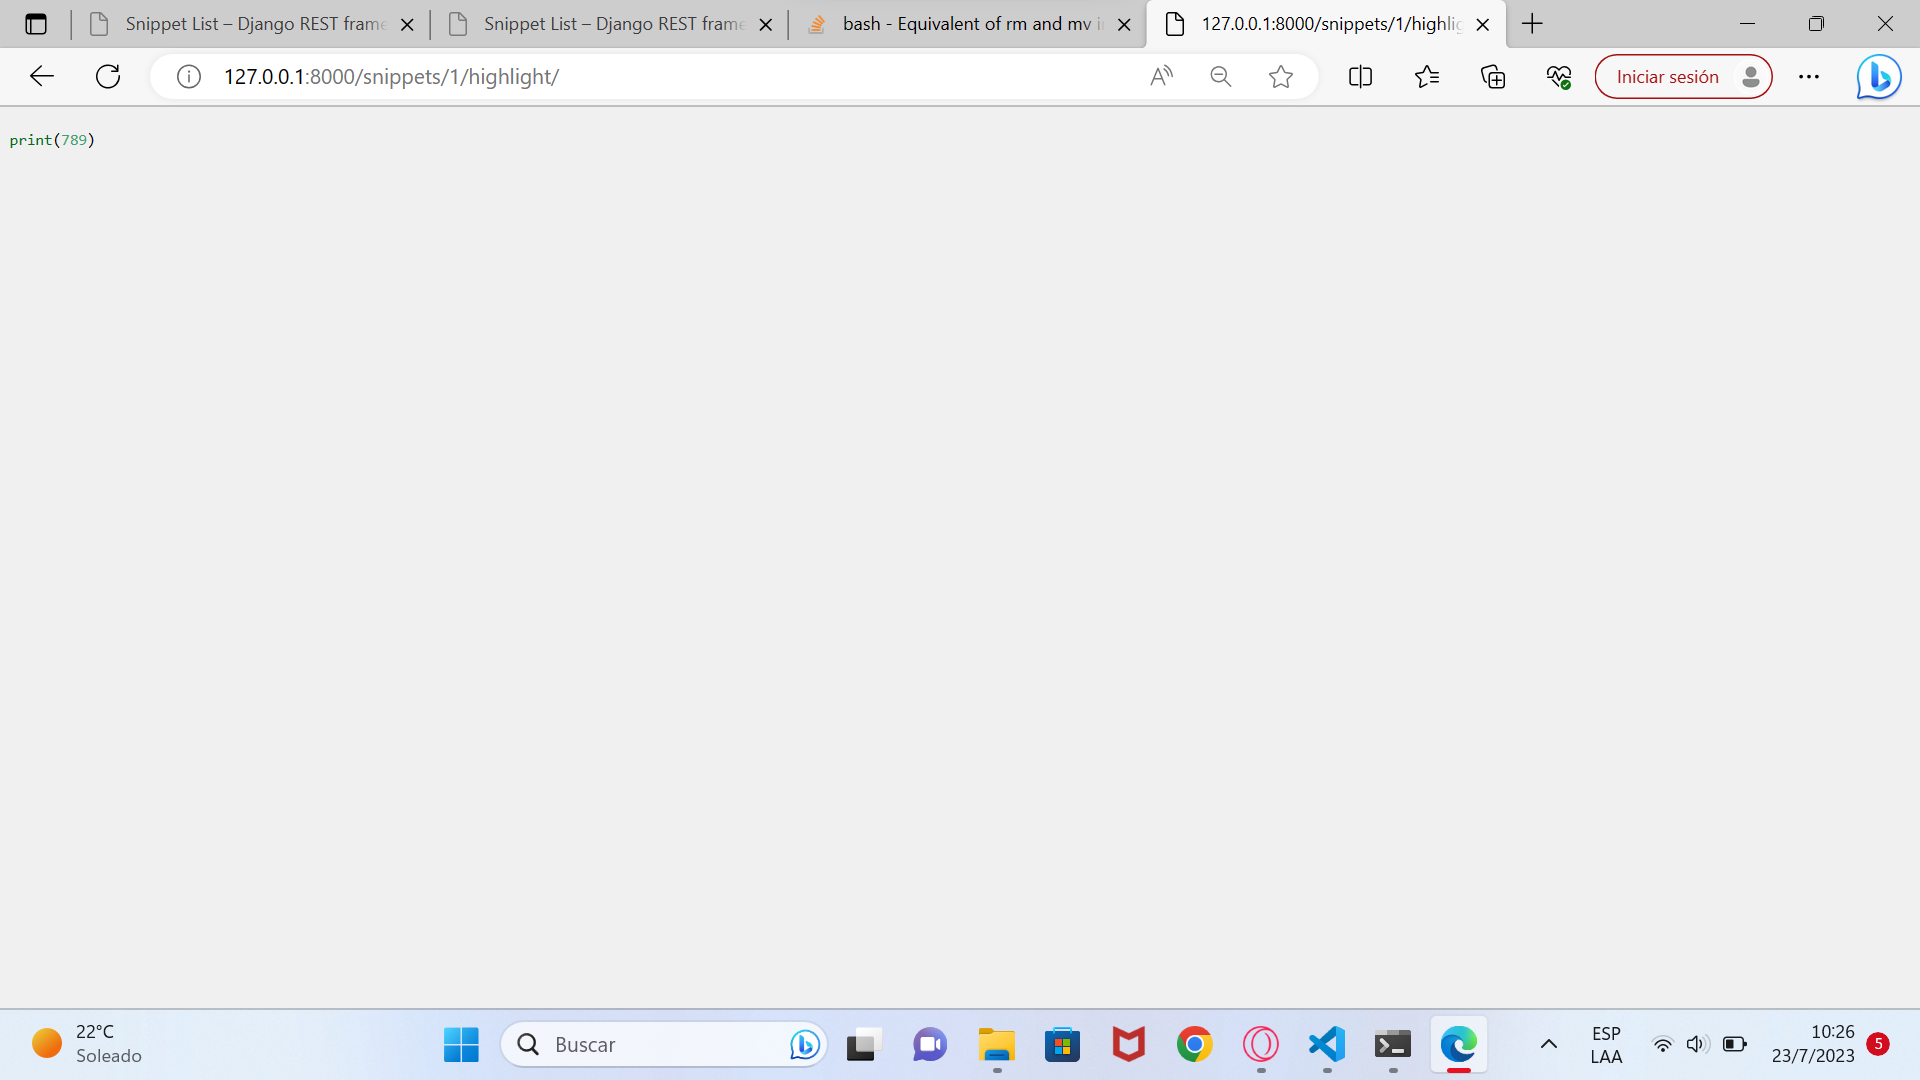 Snippet List – Django REST frame
Snippet List – Django REST frame
bash - Equivalent of rm and mv i
127.0.0.1:8000/snippets/1/highlig
127.0.0.1:8000/snippets/1/highlight/
Iniciar sesión
print(789)
22°C
Soleado
Buscar
ESP
LAA
10:26
23/7/2023
5